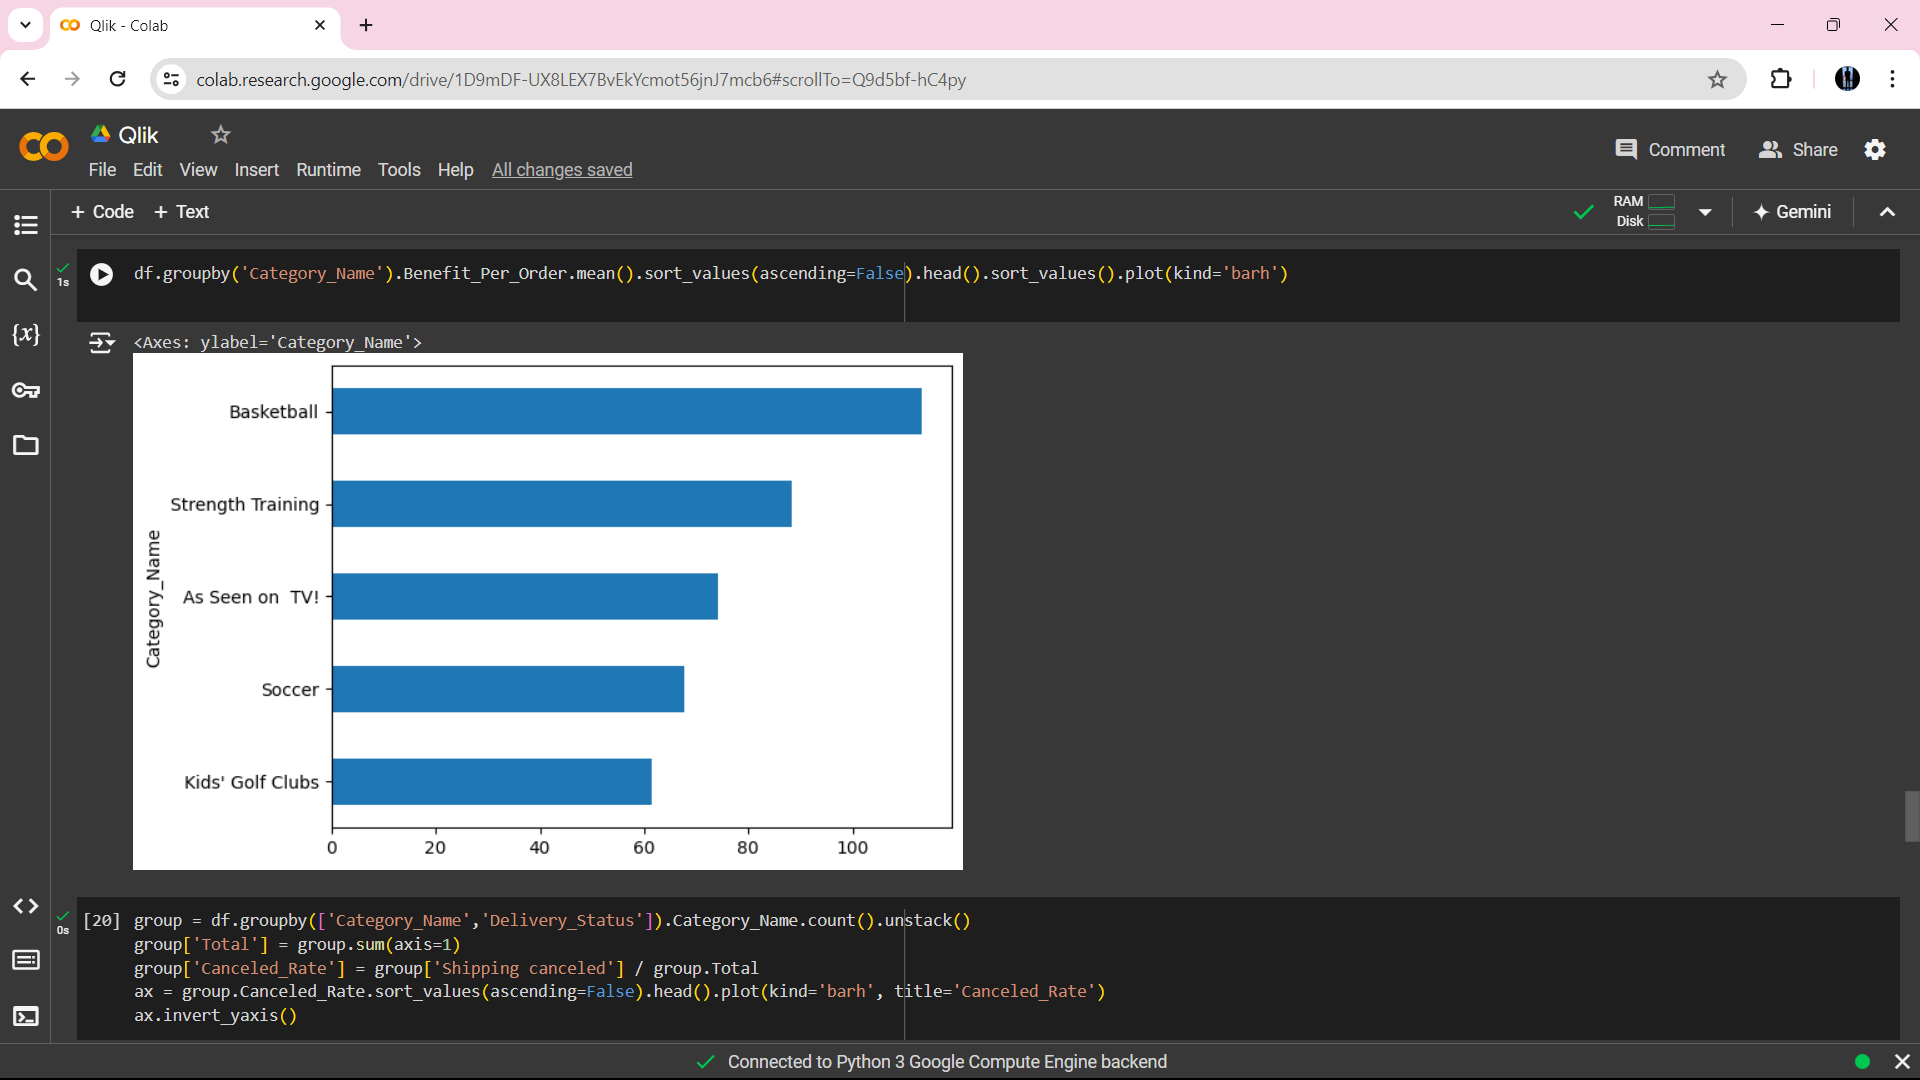 Qlik - Colab
colab.research.google.com/drive/1D9mDF-UX8LEX7BvEkYcmot56jnJ7mcb6#scrollTo=Q9d5bf-hC4py
Qlik
File Edit View Insert Runtime Tools Help All changes saved
Comment Share
+ Code + Text
RAM
Disk
Gemini
1s
df.groupby('Category_Name').Benefit_Per_Order.mean().sort_values(ascending=False).head().sort_values().plot(kind='barh')
{x}
<Axes: ylabel='Category_Name'>
Basketball
Strength Training
As Seen on  TV!
Soccer
Kids' Golf Clubs
Category_Name
0 20 40 60 80 100
0s
[20] group = df.groupby(['Category_Name','Delivery_Status']).Category_Name.count().unstack()
group['Total'] = group.sum(axis=1)
group['Canceled_Rate'] = group['Shipping canceled'] / group.Total
ax = group.Canceled_Rate.sort_values(ascending=False).head().plot(kind='barh', title='Canceled_Rate')
ax.invert_yaxis()
Connected to Python 3 Google Compute Engine backend